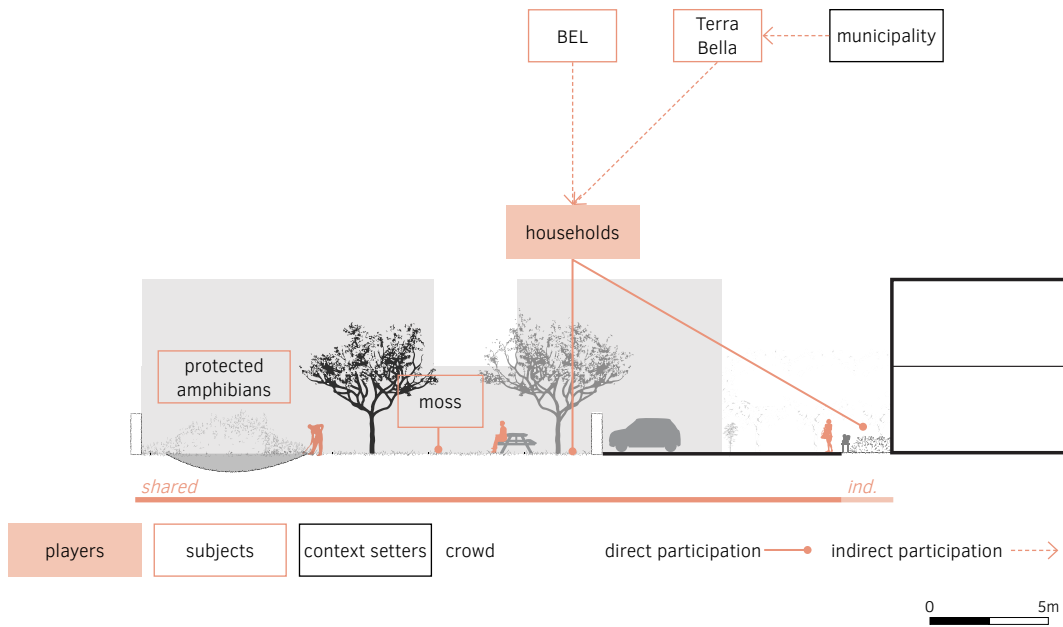 BEL
Terra
Bella
municipality
households
protected
amphibians
moss
shared
ind.
players
subjects
context setters
crowd
direct participation
indirect participation
0
5m